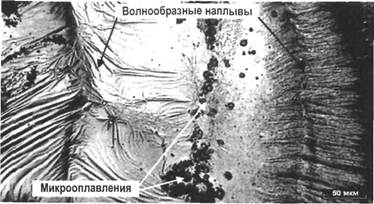 Волнообразные наплывы
Микрооплавления
50 мкм